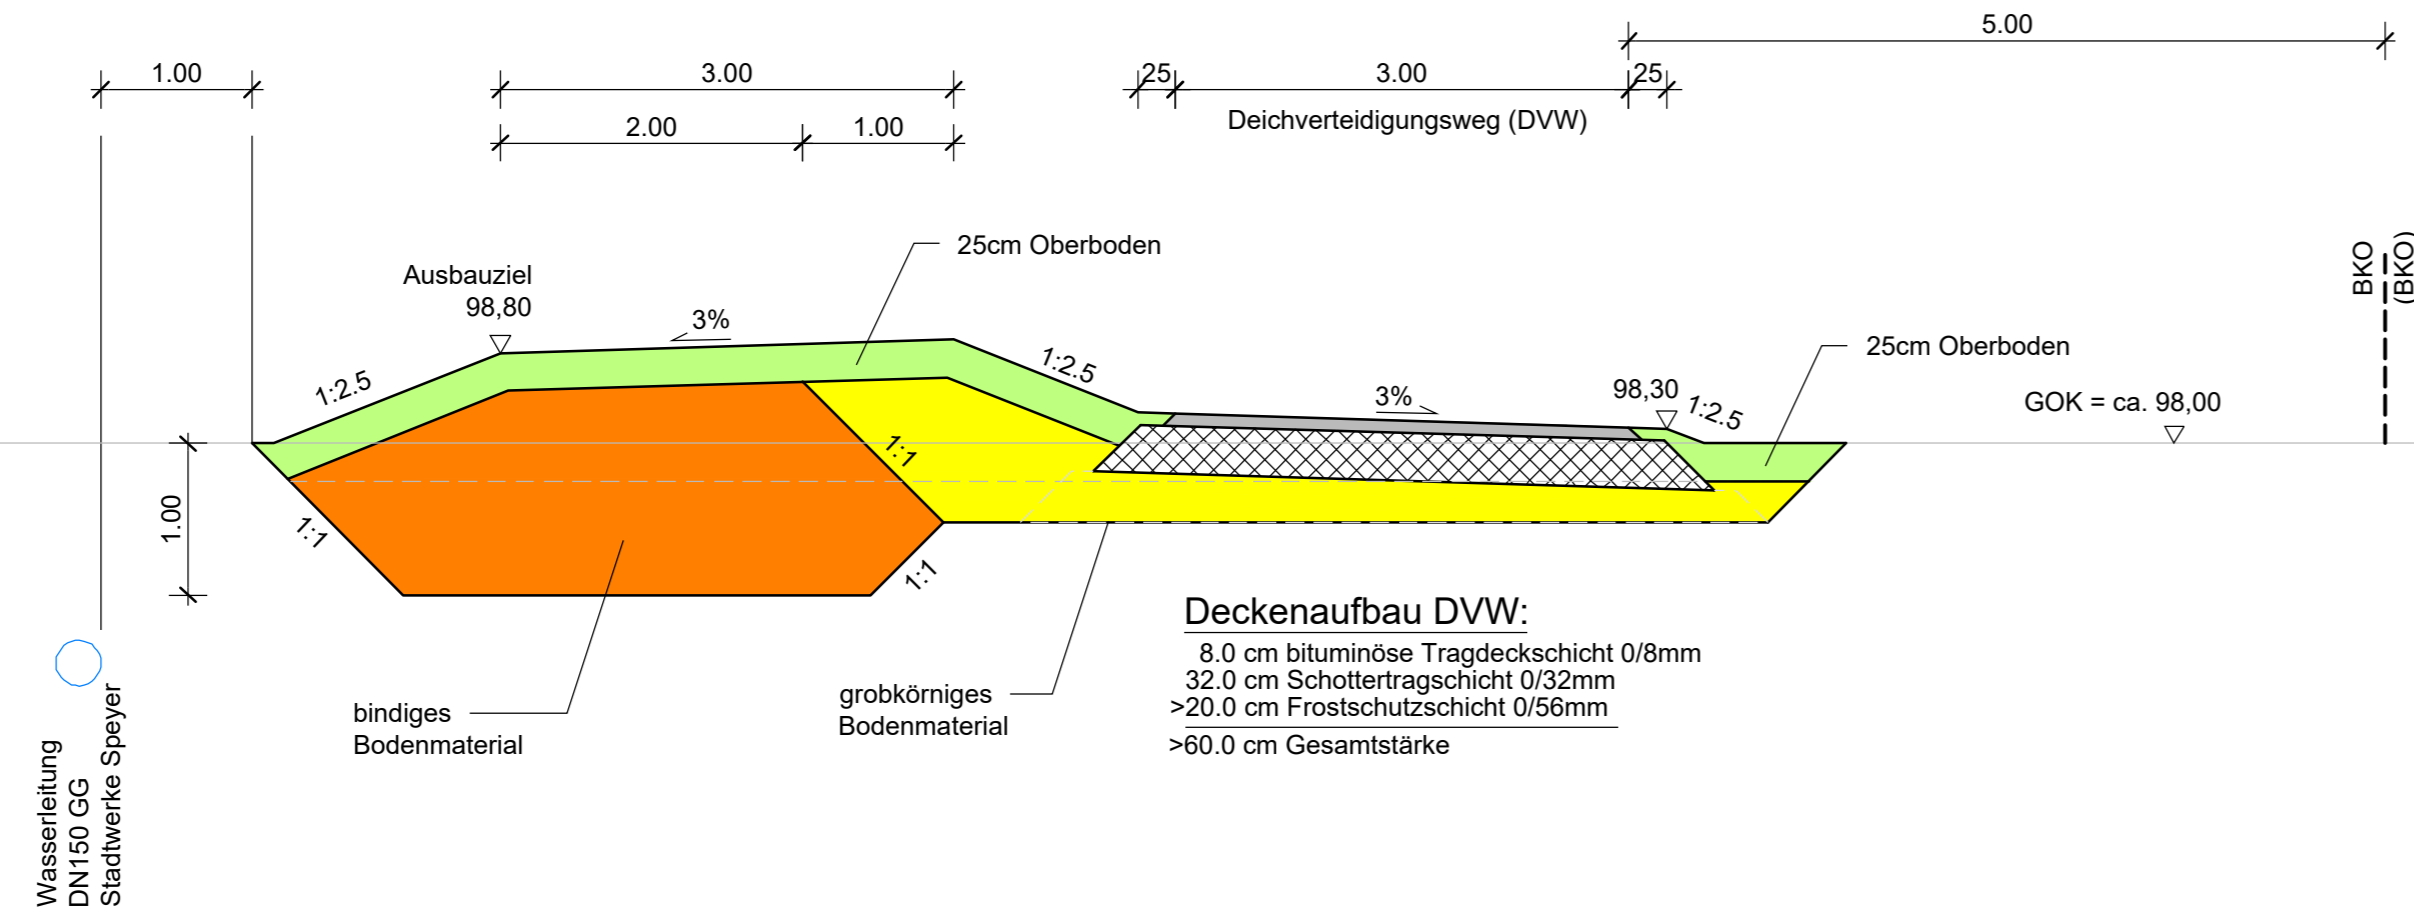 5.00
1.00
3.00
25
3.00
25
Deichverteidigungsweg (DVW)
2.00
1.00
25cm Oberboden
Ausbauziel
98,80
3%
1:2.5
1:2.5
BKO
(BKO)
25cm Oberboden
3%
98,30
1:2.5
GOK = ca. 98,00
1:1
1.00
1:1
1:1
Deckenaufbau DVW:
8.0 cm bituminöse Tragdeckschicht 0/8mm
32.0 cm Schottertragschicht 0/32mm
>20.0 cm Frostschutzschicht 0/56mm
>60.0 cm Gesamtstärke
grobkörniges
Bodenmaterial
bindiges
Bodenmaterial
Wasserleitung
DN150 GG
Stadtwerke Speyer